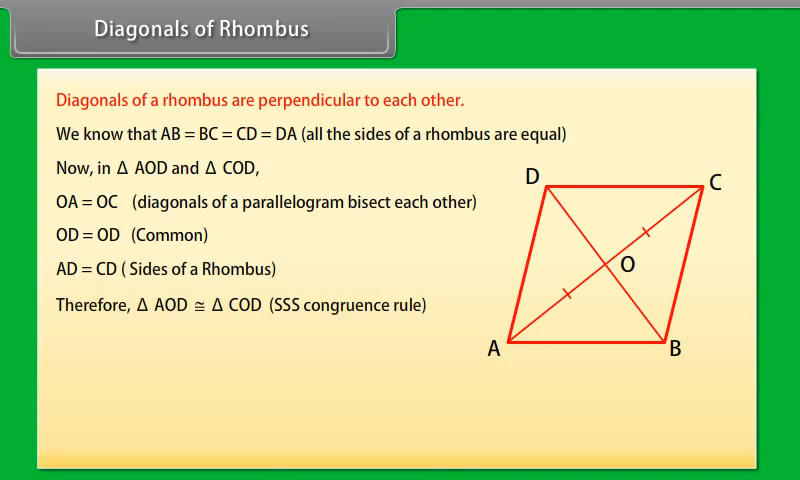 Diagonals of Rhombus
Diagonals of a rhombus are perpendicular to each other.
We know that AB = BC = CD = DA (all the sides of a rhombus are equal)
Now, in Δ AOD and Δ COD,
OA = OC (diagonals of a parallelogram bisect each other)
OD = OD (Common)
AD = CD ( Sides of a Rhombus)
Therefore, Δ AOD ≅ Δ COD (SSS congruence rule)
D
C
O
A
B